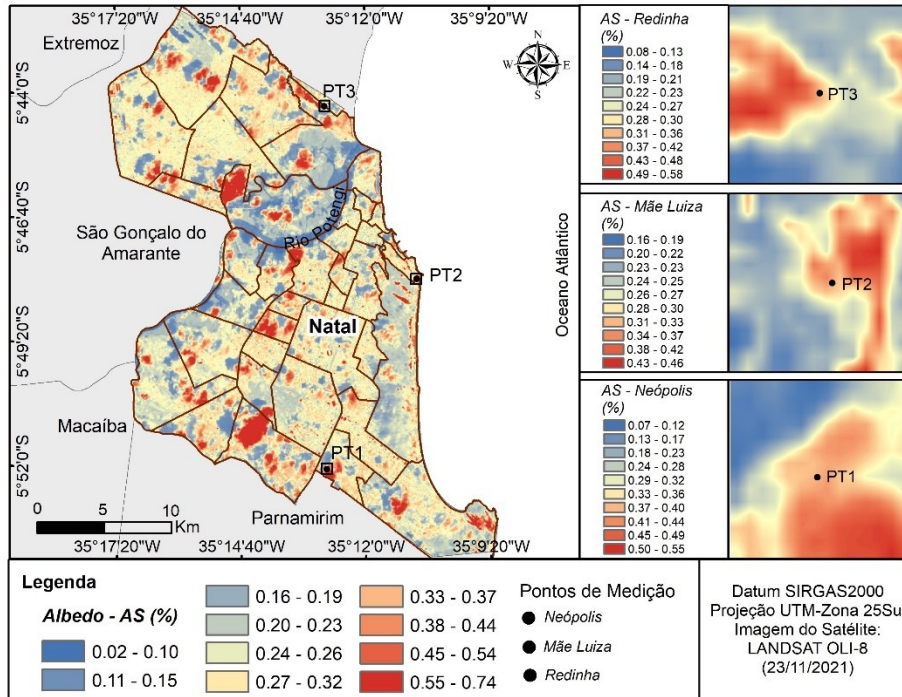 35°17'20"W
35°14'40"W
35°12'0"W
35°9'20"W
Extremoz
N
W
E
S
5°44'0"S
PT3
5°46'40"S
Rio Potengi
São Gonçalo do
Amarante
PT2
Natal
5°49'20"S
Macaíba
5°52'0"S
PT1
Parnamirim
0 5 10
Km
35°17'20"W
35°14'40"W
35°12'0"W
35°9'20"W
Oceano Atlântico
AS - Redinha
(%)
0.08 - 0.13
0.14 - 0.18
0.19 - 0.21
0.22 - 0.23
0.24 - 0.27
0.28 - 0.30
0.31 - 0.36
0.37 - 0.42
0.43 - 0.48
0.49 - 0.58
PT3
AS - Mãe Luiza
(%)
0.16 - 0.19
0.20 - 0.22
0.23 - 0.23
0.24 - 0.25
0.26 - 0.27
0.28 - 0.30
0.31 - 0.33
0.34 - 0.37
0.38 - 0.42
0.43 - 0.46
PT2
AS - Neópolis
(%)
0.07 - 0.12
0.13 - 0.17
0.18 - 0.23
0.24 - 0.28
0.29 - 0.32
0.33 - 0.36
0.37 - 0.40
0.41 - 0.44
0.45 - 0.49
0.50 - 0.55
PT1
Legenda
Albedo - AS (%)
0.02 - 0.10
0.11 - 0.15
0.16 - 0.19
0.20 - 0.23
0.24 - 0.26
0.27 - 0.32
0.33 - 0.37
0.38 - 0.44
0.45 - 0.54
0.55 - 0.74
Pontos de Medição
Neópolis
Mãe Luiza
Redinha
Datum SIRGAS2000
Projeção UTM-Zona 25Su
Imagem do Satélite:
LANDSAT OLI-8
(23/11/2021)